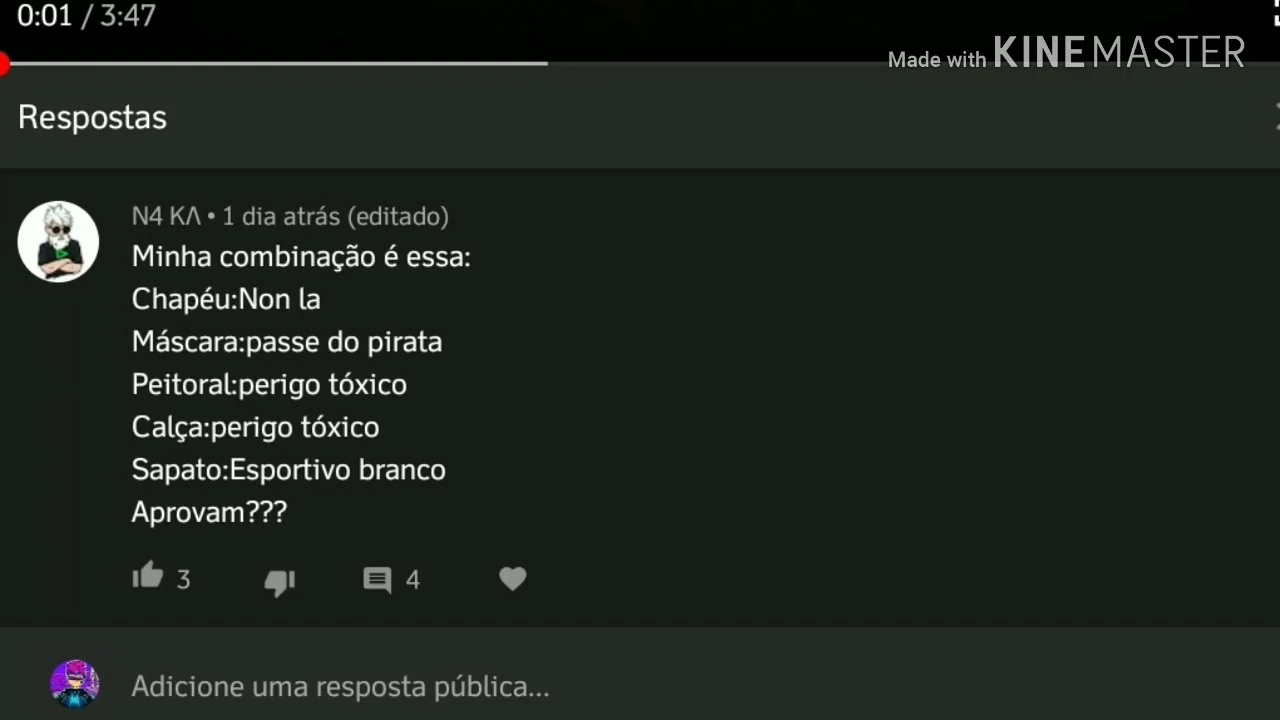 0:01 / 3:47
Made with KINEMASTER
Respostas
N4 KΛ • 1 dia atrás (editado)
Minha combinação é essa:
Chapéu:Non la
Máscara:passe do pirata
Peitoral:perigo tóxico
Calça:perigo tóxico
Sapato:Esportivo branco
Aprovam???
3 4
Adicione uma resposta pública...